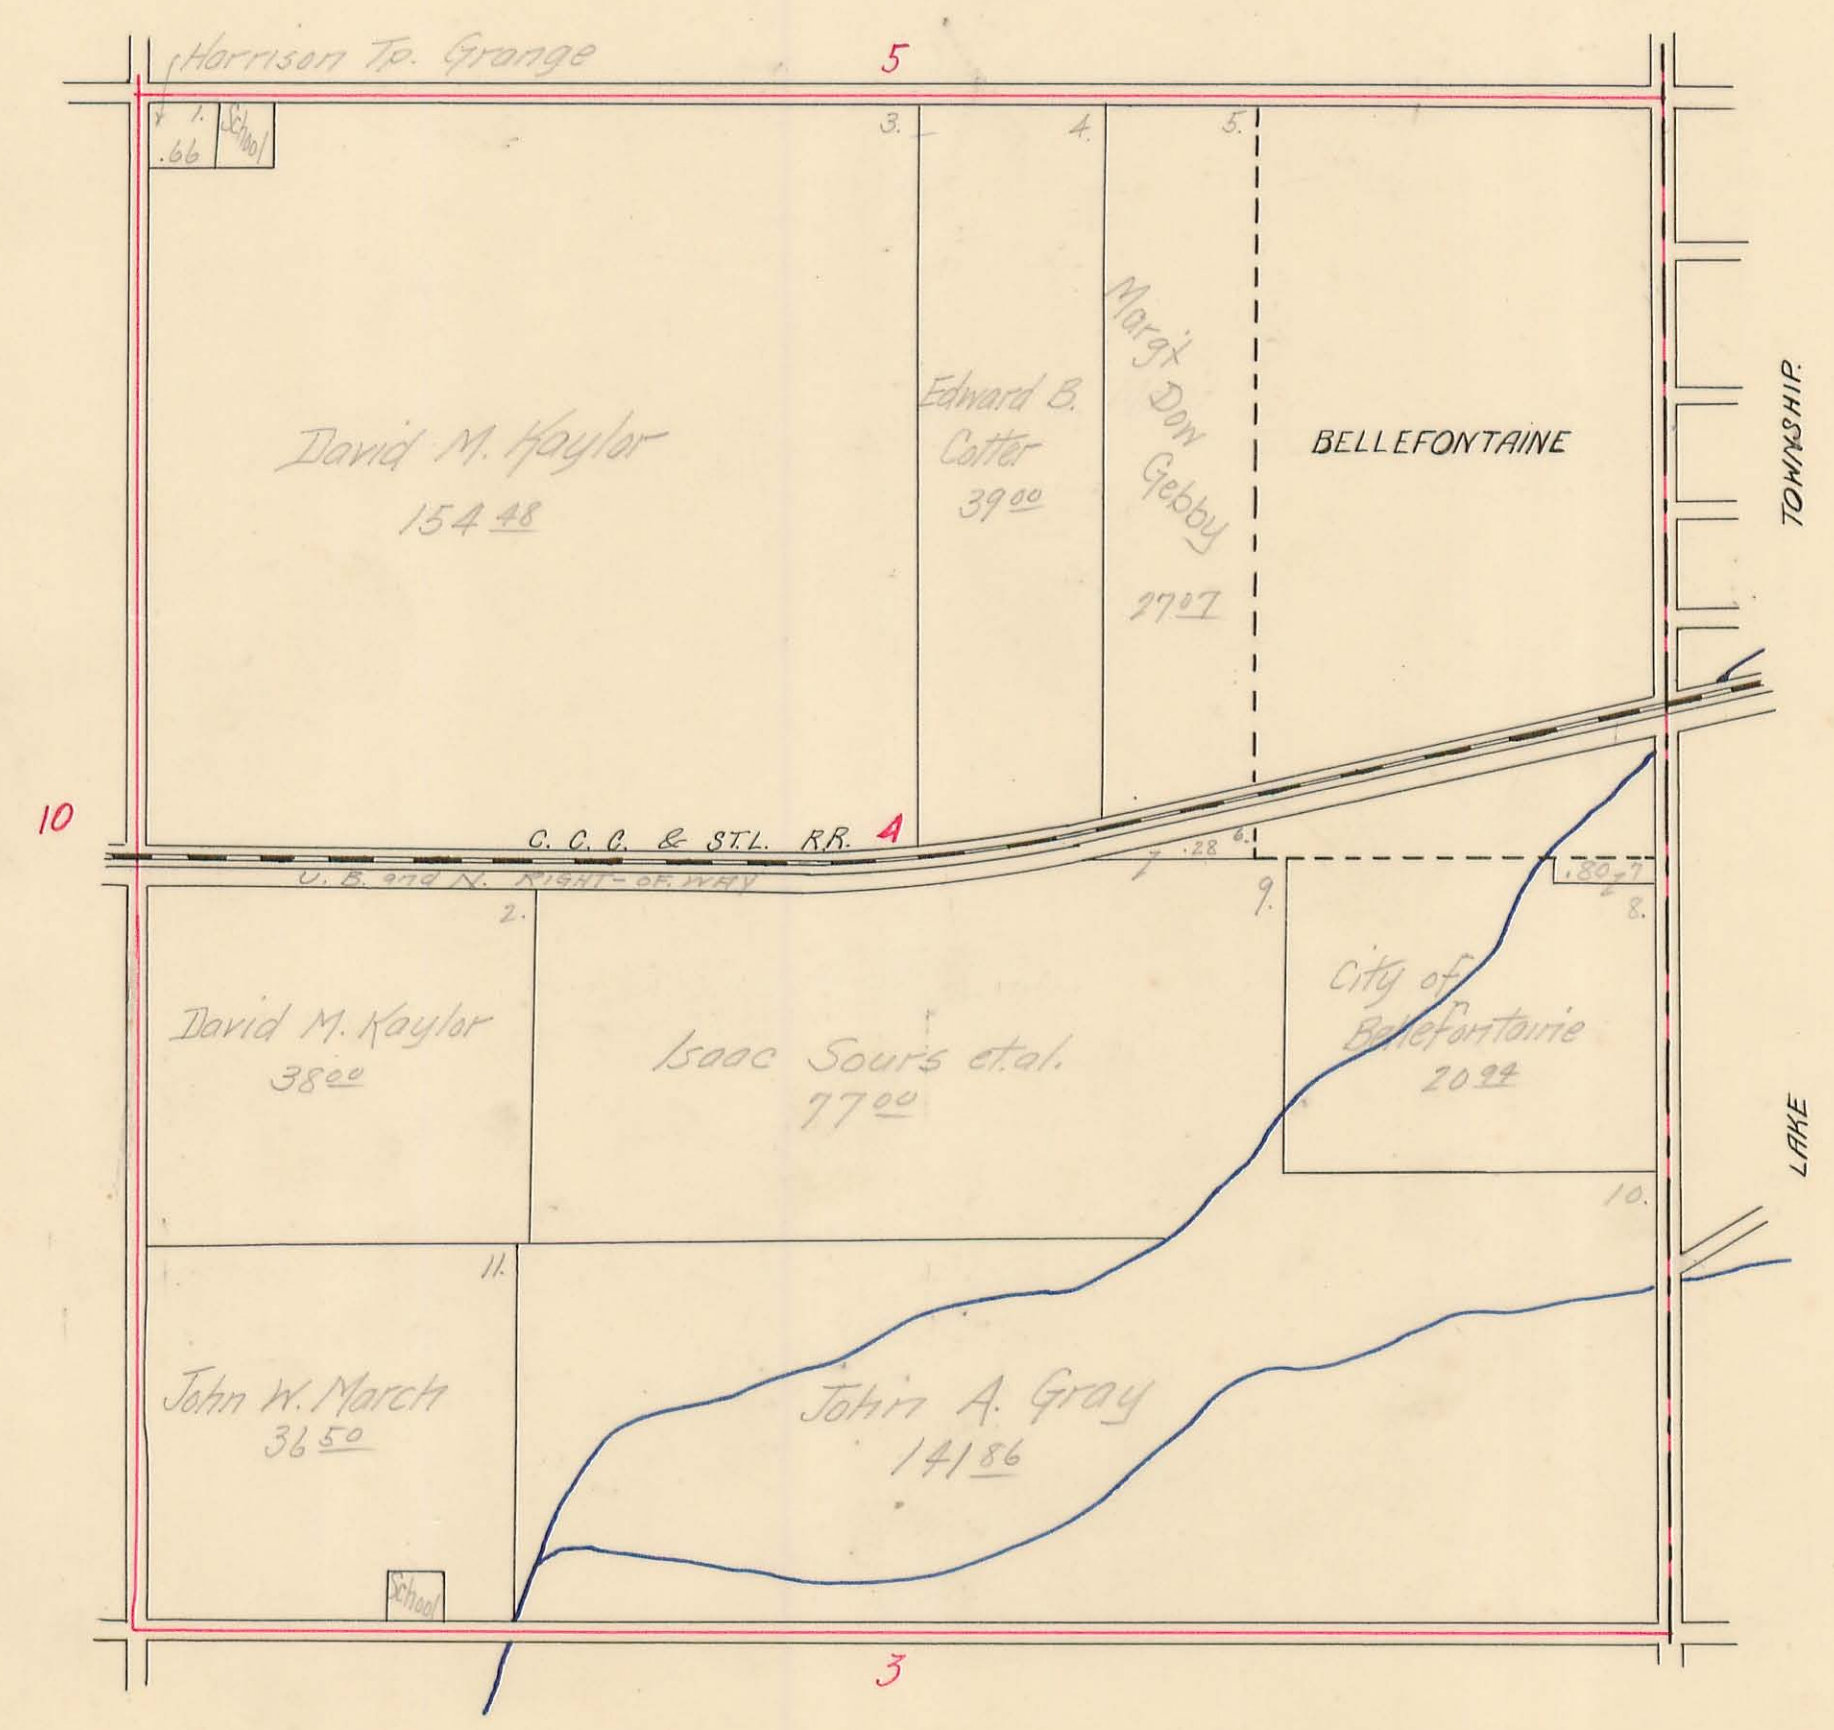 Harrison Tp. Grange
5
1.
.66
School
3.
4.
5.
David M. Kaylor
154 48
Edward B.
Cotter
39 00
Marg't
Dow
Gebby
27 07
BELLEFONTAINE
TOWNSHIP.
10
C. C. C. & ST. L. R.R.
4
U. B. and N. RIGHT-OF-WAY
.28
6.
7
.80
Z
7
2.
9.
8.
David M. Kaylor
38 00
Isaac Sours et.al.
77 00
City of
Bellefontaine
20 94
LAKE
10.
11.
John W. March
36 50
John A. Gray
141 86
School
3